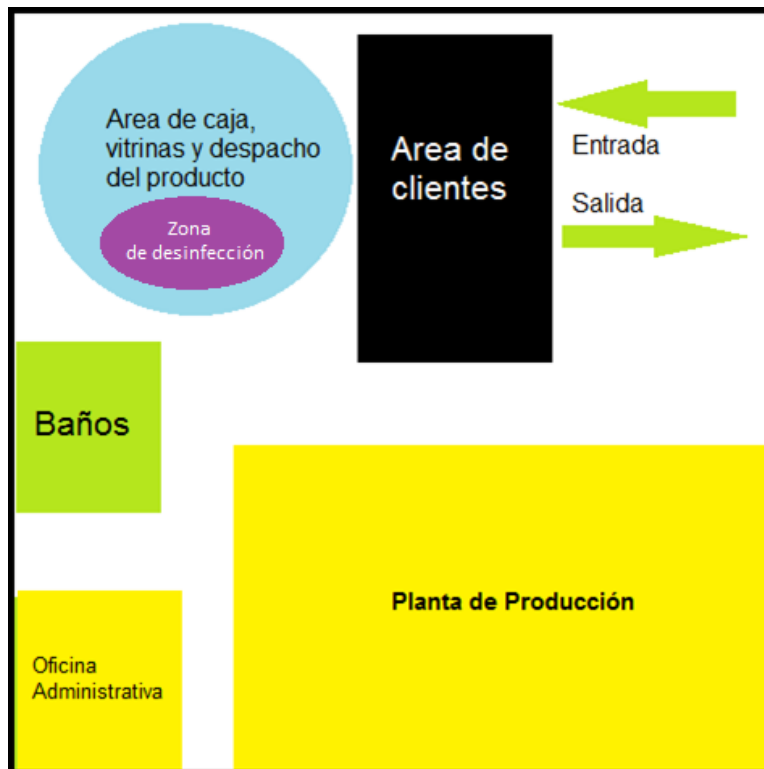 Area de caja,
vitrinas y despacho
del producto
Zona
de desinfección
Area de
clientes
Entrada
Salida
Baños
Planta de Producción
Oficina
Administrativa